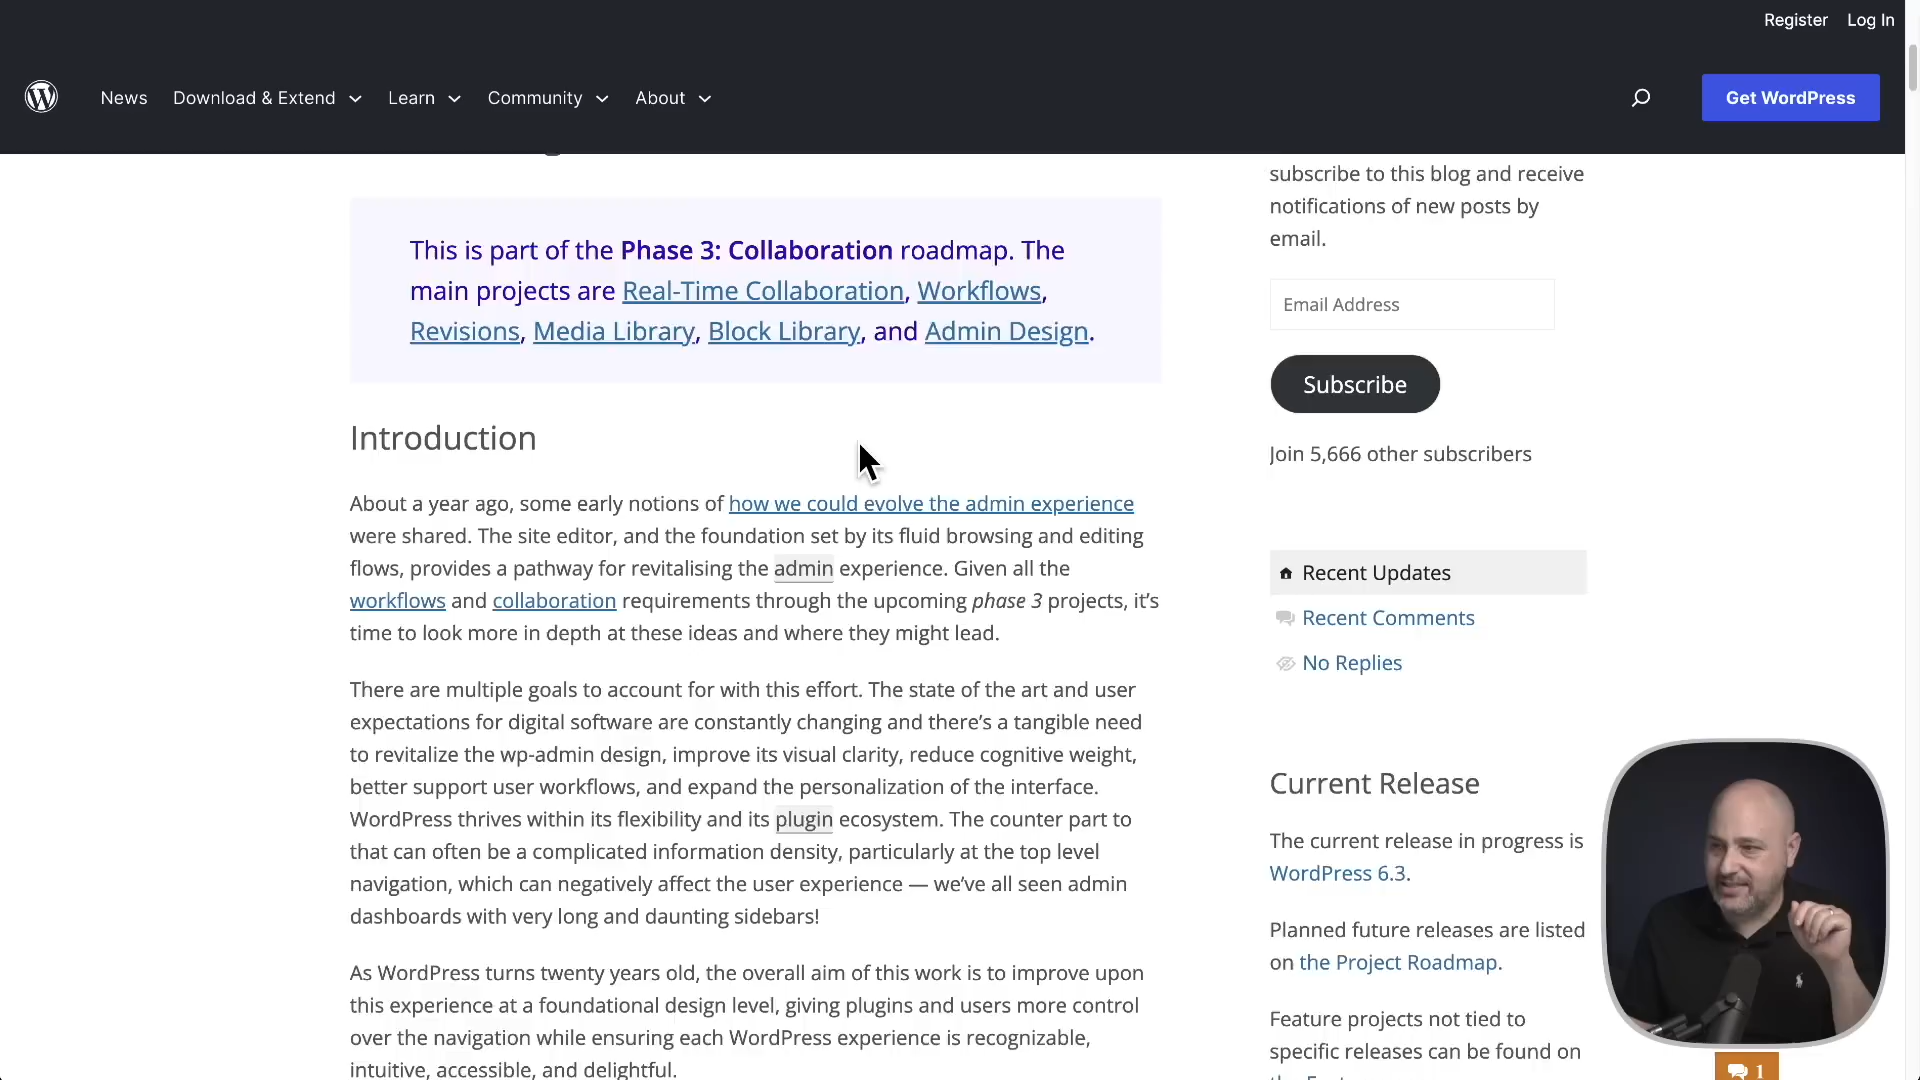 Register Log In
News Download & Extend Learn Community About Get WordPress
This is part of the Phase 3: Collaboration roadmap. The
main projects are Real-Time Collaboration, Workflows,
Revisions, Media Library, Block Library, and Admin Design.
Introduction
About a year ago, some early notions of how we could evolve the admin experience
were shared. The site editor, and the foundation set by its fluid browsing and editing
flows, provides a pathway for revitalising the admin experience. Given all the
workflows and collaboration requirements through the upcoming phase 3 projects, it’s
time to look more in depth at these ideas and where they might lead.
There are multiple goals to account for with this effort. The state of the art and user
expectations for digital software are constantly changing and there’s a tangible need
to revitalize the wp-admin design, improve its visual clarity, reduce cognitive weight,
better support user workflows, and expand the personalization of the interface.
WordPress thrives within its flexibility and its plugin ecosystem. The counter part to
that can often be a complicated information density, particularly at the top level
navigation, which can negatively affect the user experience — we’ve all seen admin
dashboards with very long and daunting sidebars!
As WordPress turns twenty years old, the overall aim of this work is to improve upon
this experience at a foundational design level, giving plugins and users more control
over the navigation while ensuring each WordPress experience is recognizable,
intuitive, accessible, and delightful.
subscribe to this blog and receive
notifications of new posts by
email.
Email Address
Subscribe
Join 5,666 other subscribers
Recent Updates
Recent Comments
No Replies
Current Release
The current release in progress is
WordPress 6.3.
Planned future releases are listed
on the Project Roadmap.
Feature projects not tied to
specific releases can be found on
1